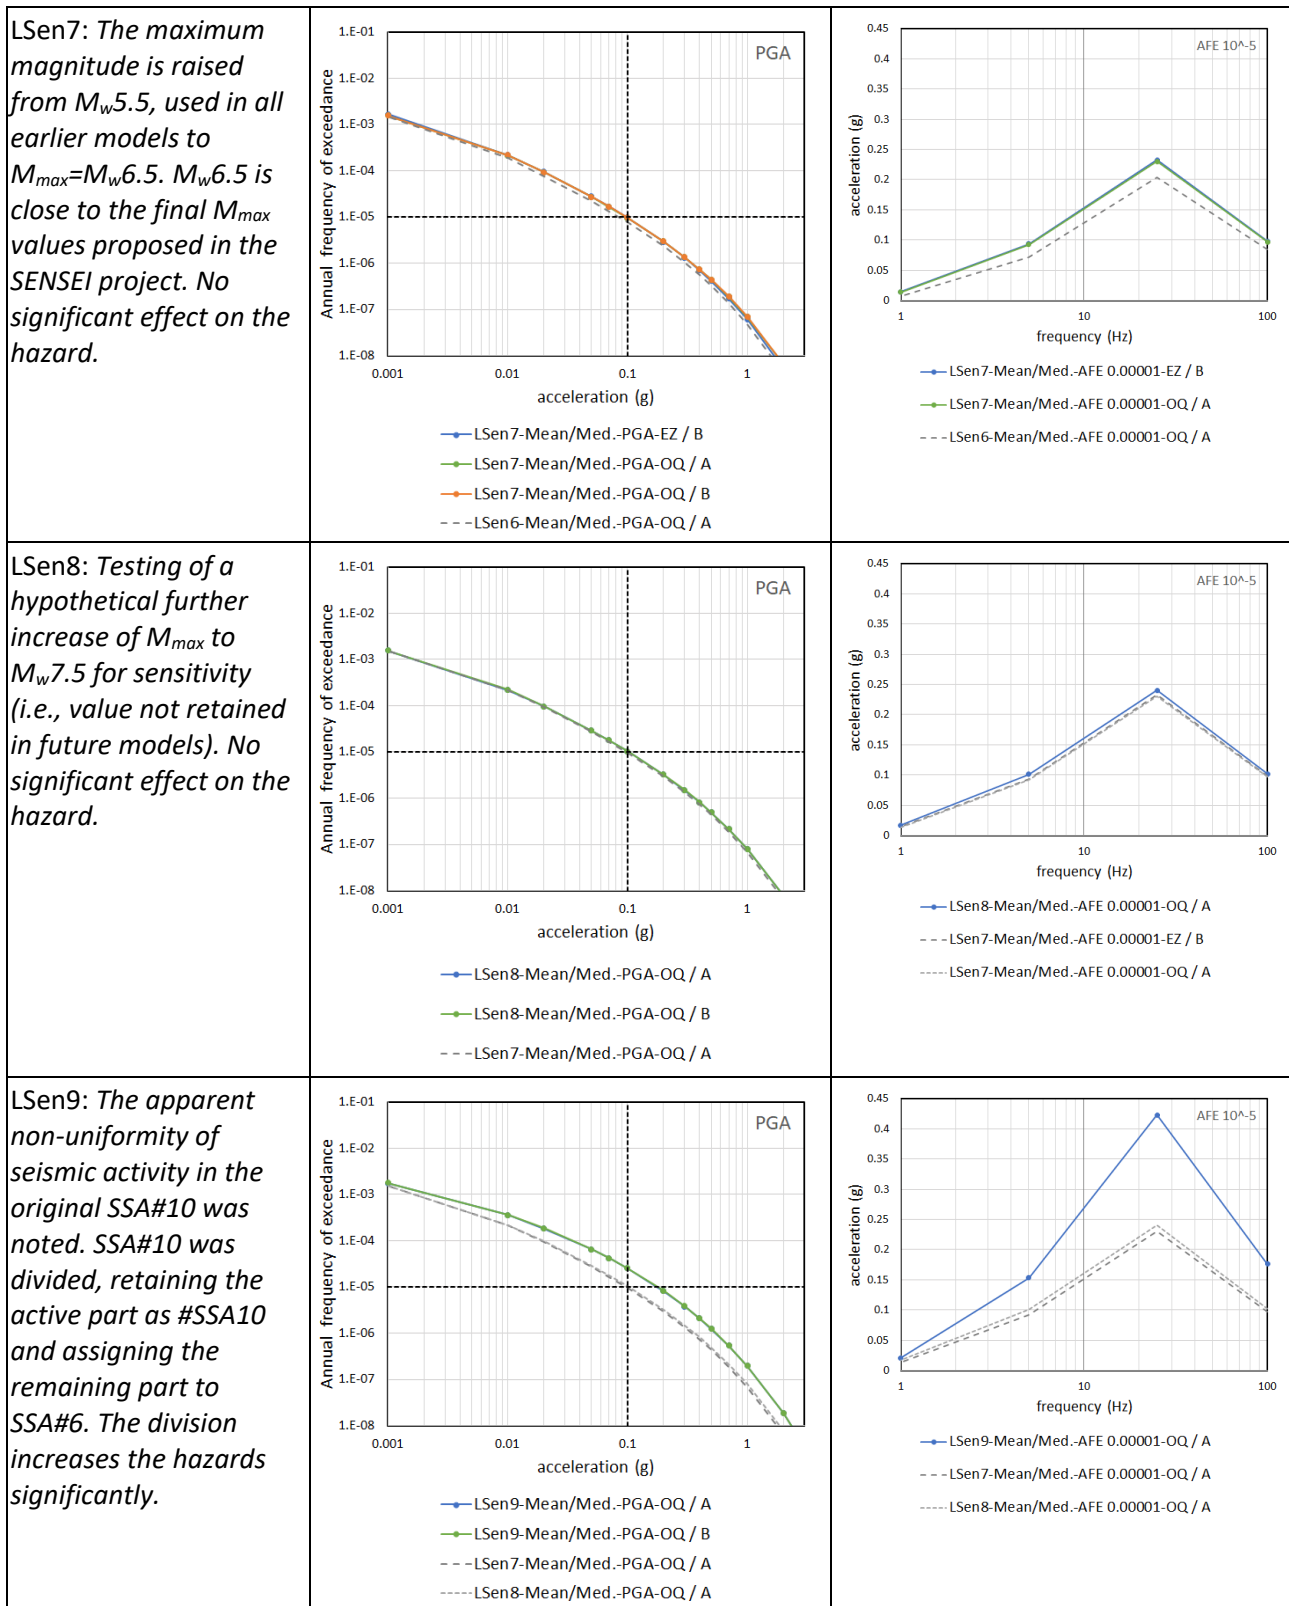 LSen7: The maximum
magnitude is raised
from Mw5.5, used in all
earlier models to
Mmax=Mw6.5. Mw6.5 is
close to the final Mmax
values proposed in the
SENSEI project. No
significant effect on the
hazard.
PGA
Annual frequency of exceedance
1.E-01
1.E-02
1.E-03
1.E-04
1.E-05
1.E-06
1.E-07
1.E-08
0.001 0.01 0.1 1
acceleration (g)
LSen7-Mean/Med.-PGA-EZ / B
LSen7-Mean/Med.-PGA-OQ / A
LSen7-Mean/Med.-PGA-OQ / B
LSen6-Mean/Med.-PGA-OQ / A
AFE 10^-5
acceleration (g)
0.45
0.4
0.35
0.3
0.25
0.2
0.15
0.1
0.05
0
1 10 100
frequency (Hz)
LSen7-Mean/Med.-AFE 0.00001-EZ / B
LSen7-Mean/Med.-AFE 0.00001-OQ / A
LSen6-Mean/Med.-AFE 0.00001-OQ / A
LSen8: Testing of a
hypothetical further
increase of Mmax to
Mw7.5 for sensitivity
(i.e., value not retained
in future models). No
significant effect on the
hazard.
PGA
Annual frequency of exceedance
1.E-01
1.E-02
1.E-03
1.E-04
1.E-05
1.E-06
1.E-07
1.E-08
0.001 0.01 0.1 1
acceleration (g)
LSen8-Mean/Med.-PGA-OQ / A
LSen8-Mean/Med.-PGA-OQ / B
LSen7-Mean/Med.-PGA-OQ / A
AFE 10^-5
acceleration (g)
0.45
0.4
0.35
0.3
0.25
0.2
0.15
0.1
0.05
0
1 10 100
frequency (Hz)
LSen8-Mean/Med.-AFE 0.00001-OQ / A
LSen7-Mean/Med.-AFE 0.00001-EZ / B
LSen7-Mean/Med.-AFE 0.00001-OQ / A
LSen9: The apparent
non-uniformity of
seismic activity in the
original SSA#10 was
noted. SSA#10 was
divided, retaining the
active part as #SSA10
and assigning the
remaining part to
SSA#6. The division
increases the hazards
significantly.
PGA
Annual frequency of exceedance
1.E-01
1.E-02
1.E-03
1.E-04
1.E-05
1.E-06
1.E-07
1.E-08
0.001 0.01 0.1 1
acceleration (g)
LSen9-Mean/Med.-PGA-OQ / A
LSen9-Mean/Med.-PGA-OQ / B
LSen7-Mean/Med.-PGA-OQ / A
LSen8-Mean/Med.-PGA-OQ / A
AFE 10^-5
acceleration (g)
0.45
0.4
0.35
0.3
0.25
0.2
0.15
0.1
0.05
0
1 10 100
frequency (Hz)
LSen9-Mean/Med.-AFE 0.00001-OQ / A
LSen7-Mean/Med.-AFE 0.00001-OQ / A
LSen8-Mean/Med.-AFE 0.00001-OQ / A